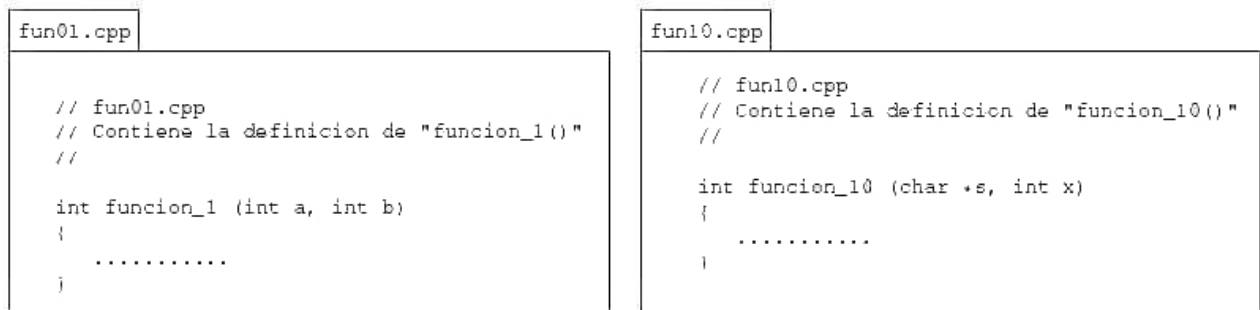 fun01.cpp
// fun01.cpp
// Contiene la definicion de "funcion_1()"
//
int funcion_1 (int a, int b)
{
...........
}
fun10.cpp
// fun10.cpp
// Contiene la definicion de "funcion_10()"
//
int funcion_10 (char *s, int x)
{
...........
}